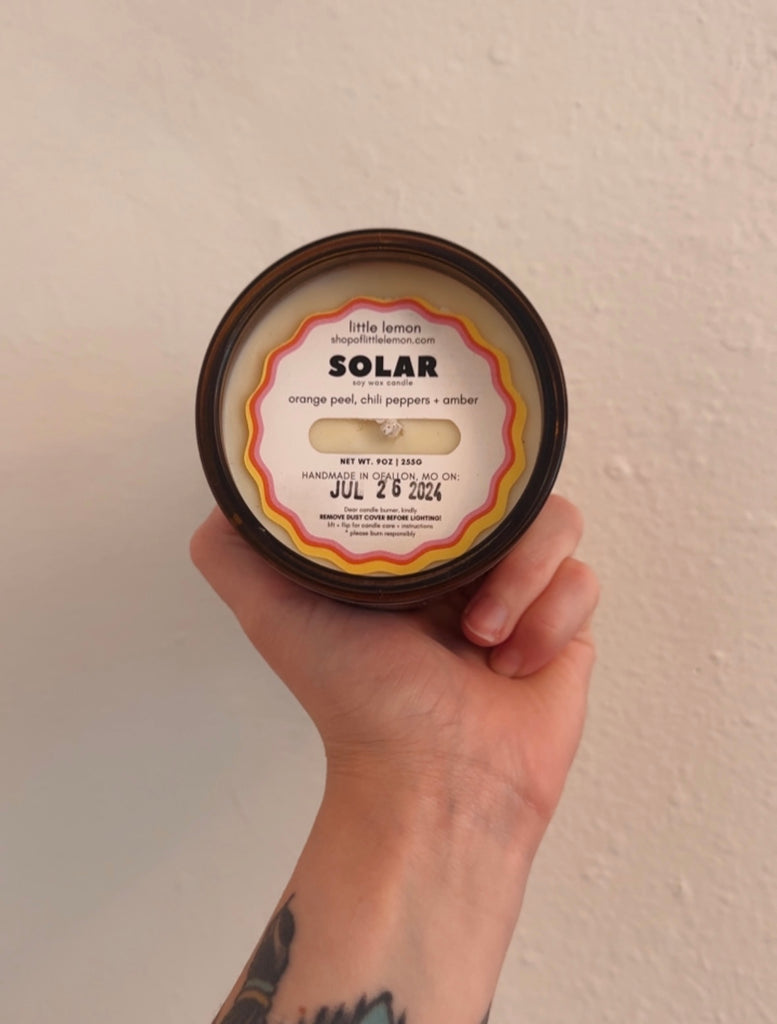 little lemon
shopoflittlelemon.com
SOLAR
soy wax candle
orange peel, chili peppers + amber
NET WT. 9OZ | 255G
HANDMADE IN OFALLON, MO ON:
JUL 26 2024
Dear candle burner, kindly
REMOVE DUST COVER BEFORE LIGHTING!
lift + flip for candle care + instructions
* please burn responsibly